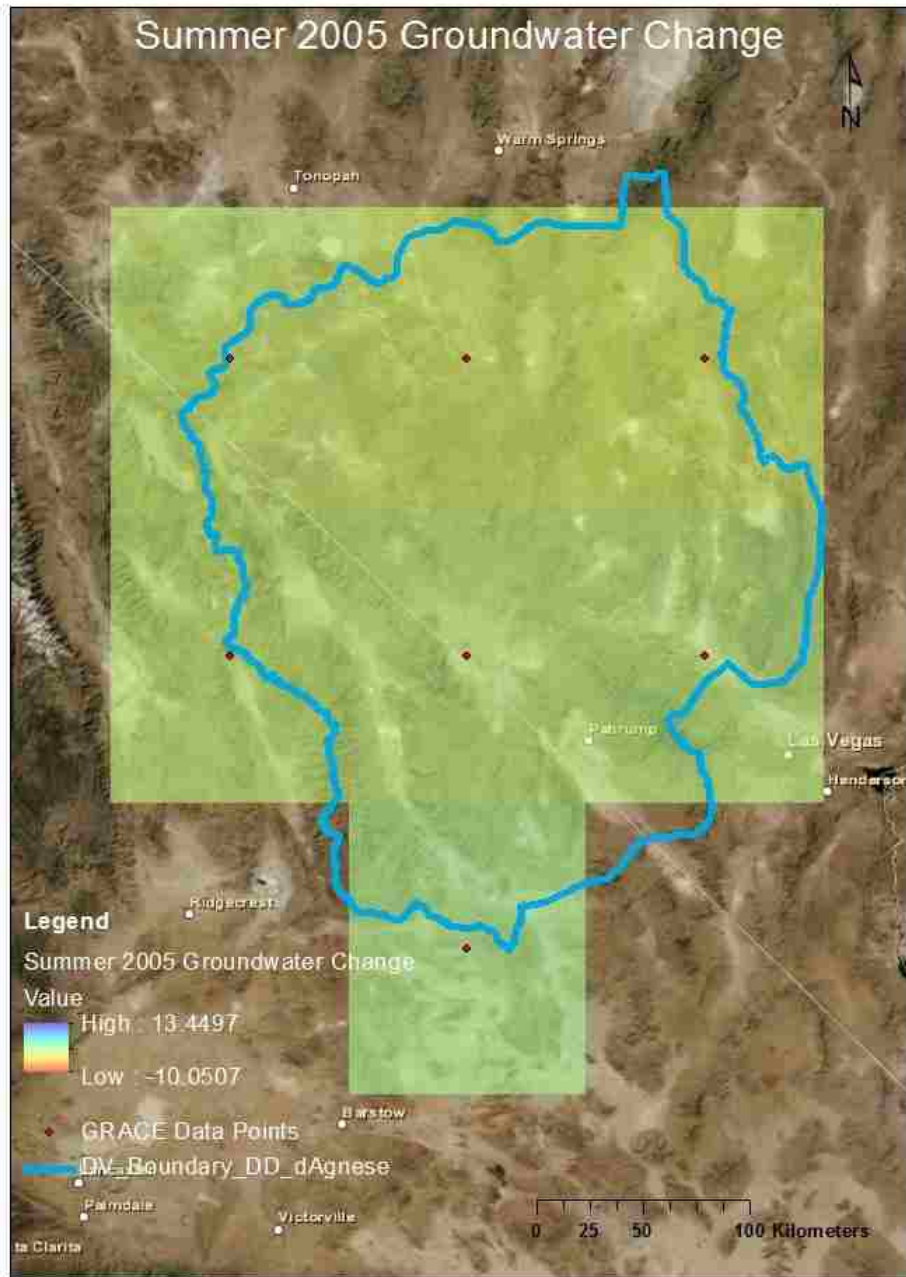 Summer 2005 Groundwater Change
N
Warm Springs
Tonopah
Pahrump
Las Vegas
Henderson
Ridgecrest
Legend
Summer 2005 Groundwater Change
Value
High : 13.4497
Low : -10.0507
Barstow
GRACE Data Points
DV_Boundary_DD_dAgnese
Palmdale
Victorville
ta Clarita
0 25 50 100 Kilometers